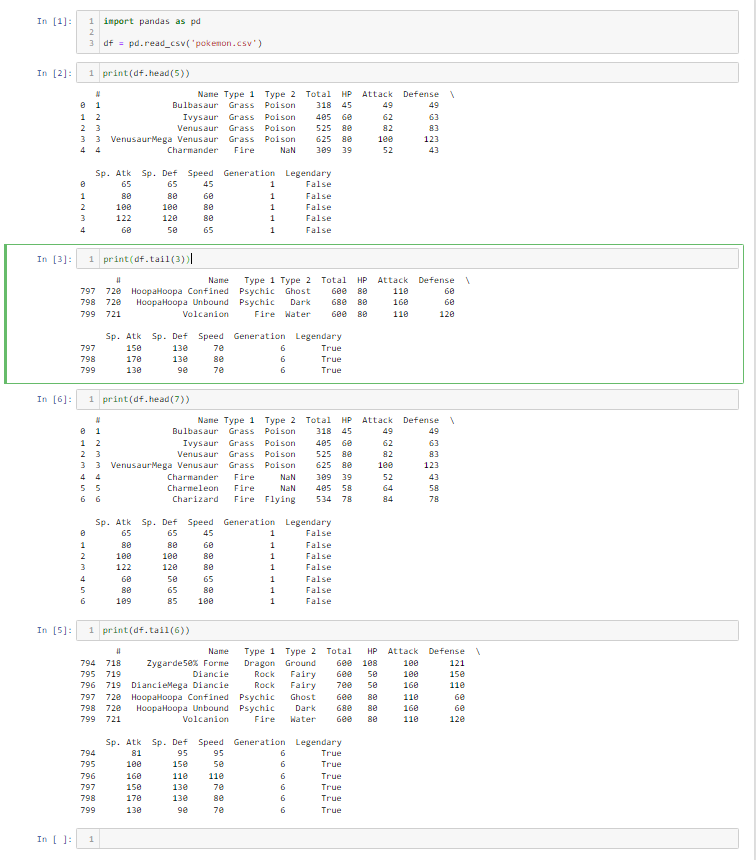 In [1]: 1 import pandas as pd
2
3 df = pd.read_csv('pokemon.csv')
In [2]: 1 print(df.head(5))
# Name Type 1 Type 2 Total HP Attack Defense \
0 1 Bulbasaur Grass Poison 318 45 49 49
1 2 Ivysaur Grass Poison 405 60 62 63
2 3 Venusaur Grass Poison 525 80 82 83
3 3 VenusaurMega Venusaur Grass Poison 625 80 100 123
4 4 Charmander Fire NaN 309 39 52 43
Sp. Atk Sp. Def Speed Generation Legendary
0 65 65 45 1 False
1 80 80 60 1 False
2 100 100 80 1 False
3 122 120 80 1 False
4 60 50 65 1 False
In [3]: 1 print(df.tail(3))
# Name Type 1 Type 2 Total HP Attack Defense \
797 720 HoopaHoopa Confined Psychic Ghost 600 80 110 60
798 720 HoopaHoopa Unbound Psychic Dark 680 80 160 60
799 721 Volcanion Fire Water 600 80 110 120
Sp. Atk Sp. Def Speed Generation Legendary
797 150 130 70 6 True
798 170 130 80 6 True
799 130 90 70 6 True
In [6]: 1 print(df.head(7))
# Name Type 1 Type 2 Total HP Attack Defense \
0 1 Bulbasaur Grass Poison 318 45 49 49
1 2 Ivysaur Grass Poison 405 60 62 63
2 3 Venusaur Grass Poison 525 80 82 83
3 3 VenusaurMega Venusaur Grass Poison 625 80 100 123
4 4 Charmander Fire NaN 309 39 52 43
5 5 Charmeleon Fire NaN 405 58 64 58
6 6 Charizard Fire Flying 534 78 84 78
Sp. Atk Sp. Def Speed Generation Legendary
0 65 65 45 1 False
1 80 80 60 1 False
2 100 100 80 1 False
3 122 120 80 1 False
4 60 50 65 1 False
5 80 65 80 1 False
6 109 85 100 1 False
In [5]: 1 print(df.tail(6))
# Name Type 1 Type 2 Total HP Attack Defense \
794 718 Zygarde50% Forme Dragon Ground 600 108 100 121
795 719 Diancie Rock Fairy 600 50 100 150
796 719 DiancieMega Diancie Rock Fairy 700 50 160 110
797 720 HoopaHoopa Confined Psychic Ghost 600 80 110 60
798 720 HoopaHoopa Unbound Psychic Dark 680 80 160 60
799 721 Volcanion Fire Water 600 80 110 120
Sp. Atk Sp. Def Speed Generation Legendary
794 81 95 95 6 True
795 100 150 50 6 True
796 160 110 110 6 True
797 150 130 70 6 True
798 170 130 80 6 True
799 130 90 70 6 True
In [ ]: 1